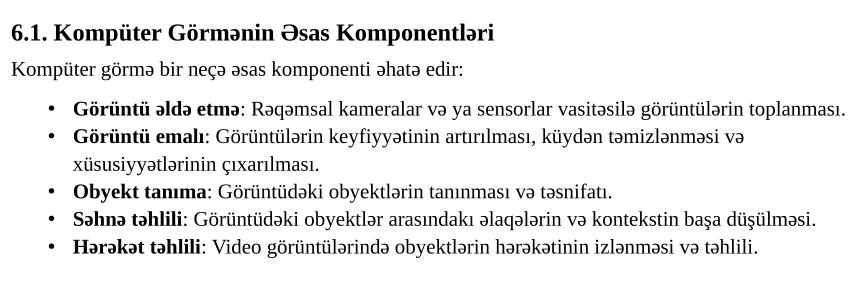 6.1. Kompüter Görmənin Əsas Komponentləri
Kompüter görmə bir neçə əsas komponenti əhatə edir:
• Görüntü əldə etmə: Rəqəmsal kameralar və ya sensorlar vasitəsilə görüntülərin toplanması.
• Görüntü emalı: Görüntülərin keyfiyyətinin artırılması, küydən təmizlənməsi və
xüsusiyyətlərinin çıxarılması.
• Obyekt tanıma: Görüntüdəki obyektlərin tanınması və təsnifatı.
• Səhnə təhlili: Görüntüdəki obyektlər arasındakı əlaqələrin və kontekstin başa düşülməsi.
• Hərəkət təhlili: Video görüntülərində obyektlərin hərəkətinin izlənməsi və təhlili.